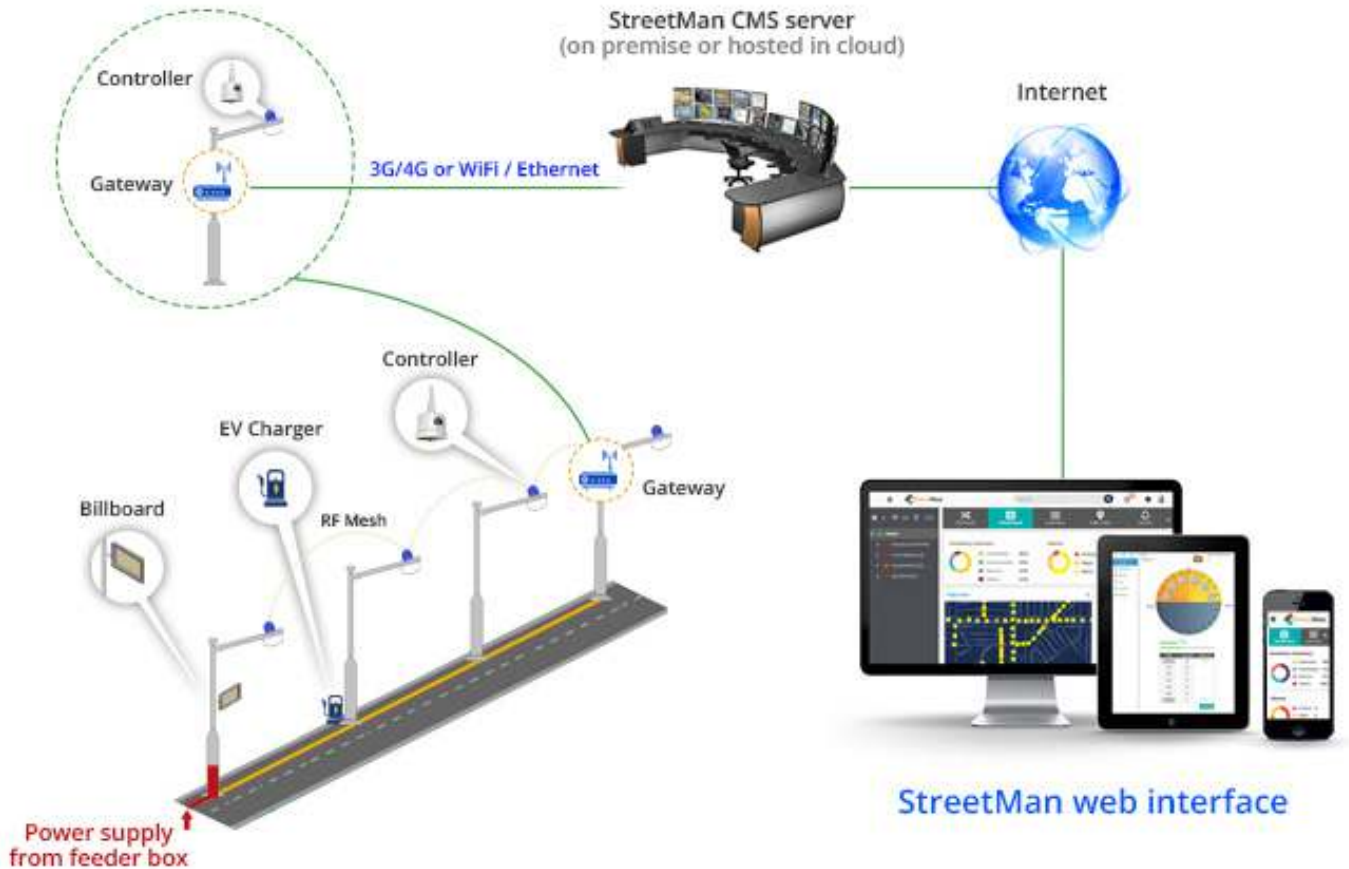 StreetMan CMS server
(on premise or hosted in cloud)
Controller
Internet
3G/4G or WiFi / Ethernet
Gateway
Controller
EV Charger
Gateway
Billboard
RF Mesh
StreetMan web interface
Power supply
from feeder box